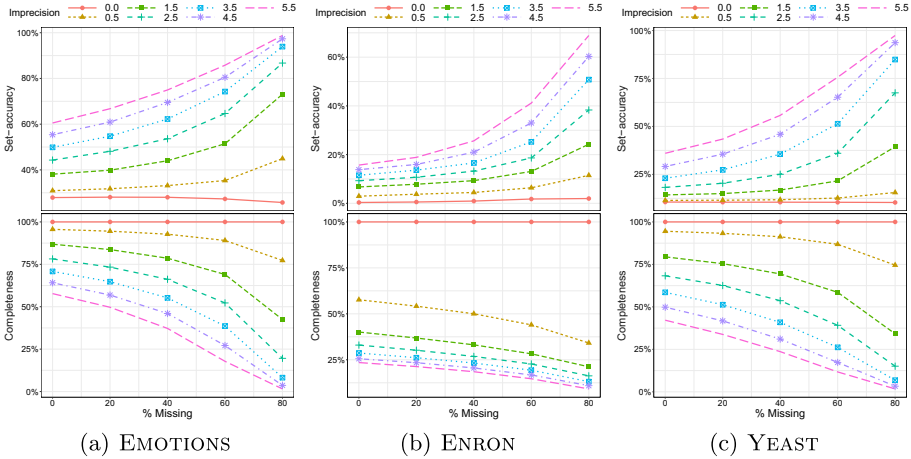 Imprecision 0.0 1.5 3.5 5.5
0.5 2.5 4.5
100%
80%
60%
40%
Set−accuracy
100%
75%
50%
25%
0%
Completeness
0 20 40 60 80
% Missing
(a) EMOTIONS
Imprecision 0.0 1.5 3.5 5.5
0.5 2.5 4.5
60%
40%
20%
0%
Set−accuracy
100%
75%
50%
25%
Completeness
0 20 40 60 80
% Missing
(b) ENRON
Imprecision 0.0 1.5 3.5 5.5
0.5 2.5 4.5
100%
75%
50%
25%
Set−accuracy
100%
75%
50%
25%
0%
Completeness
0 20 40 60 80
% Missing
(c) YEAST